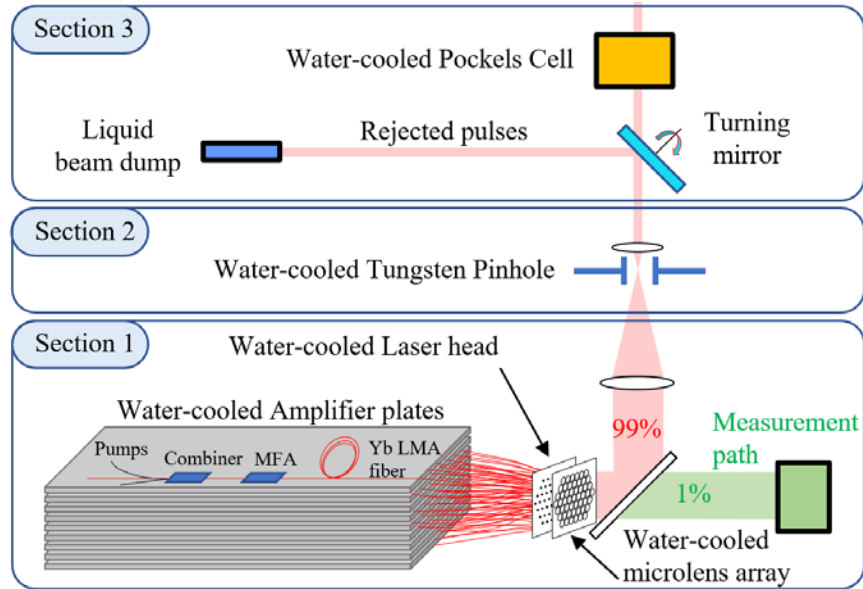 Section 3
Water-cooled Pockels Cell
Liquid
beam dump
Rejected pulses
Turning
mirror
Section 2
Water-cooled Tungsten Pinhole
Section 1
Water-cooled Laser head
Water-cooled Amplifier plates
Pumps
Combiner
MFA
Yb LMA
fiber
99%
Measurement
path
1%
Water-cooled
microlens array